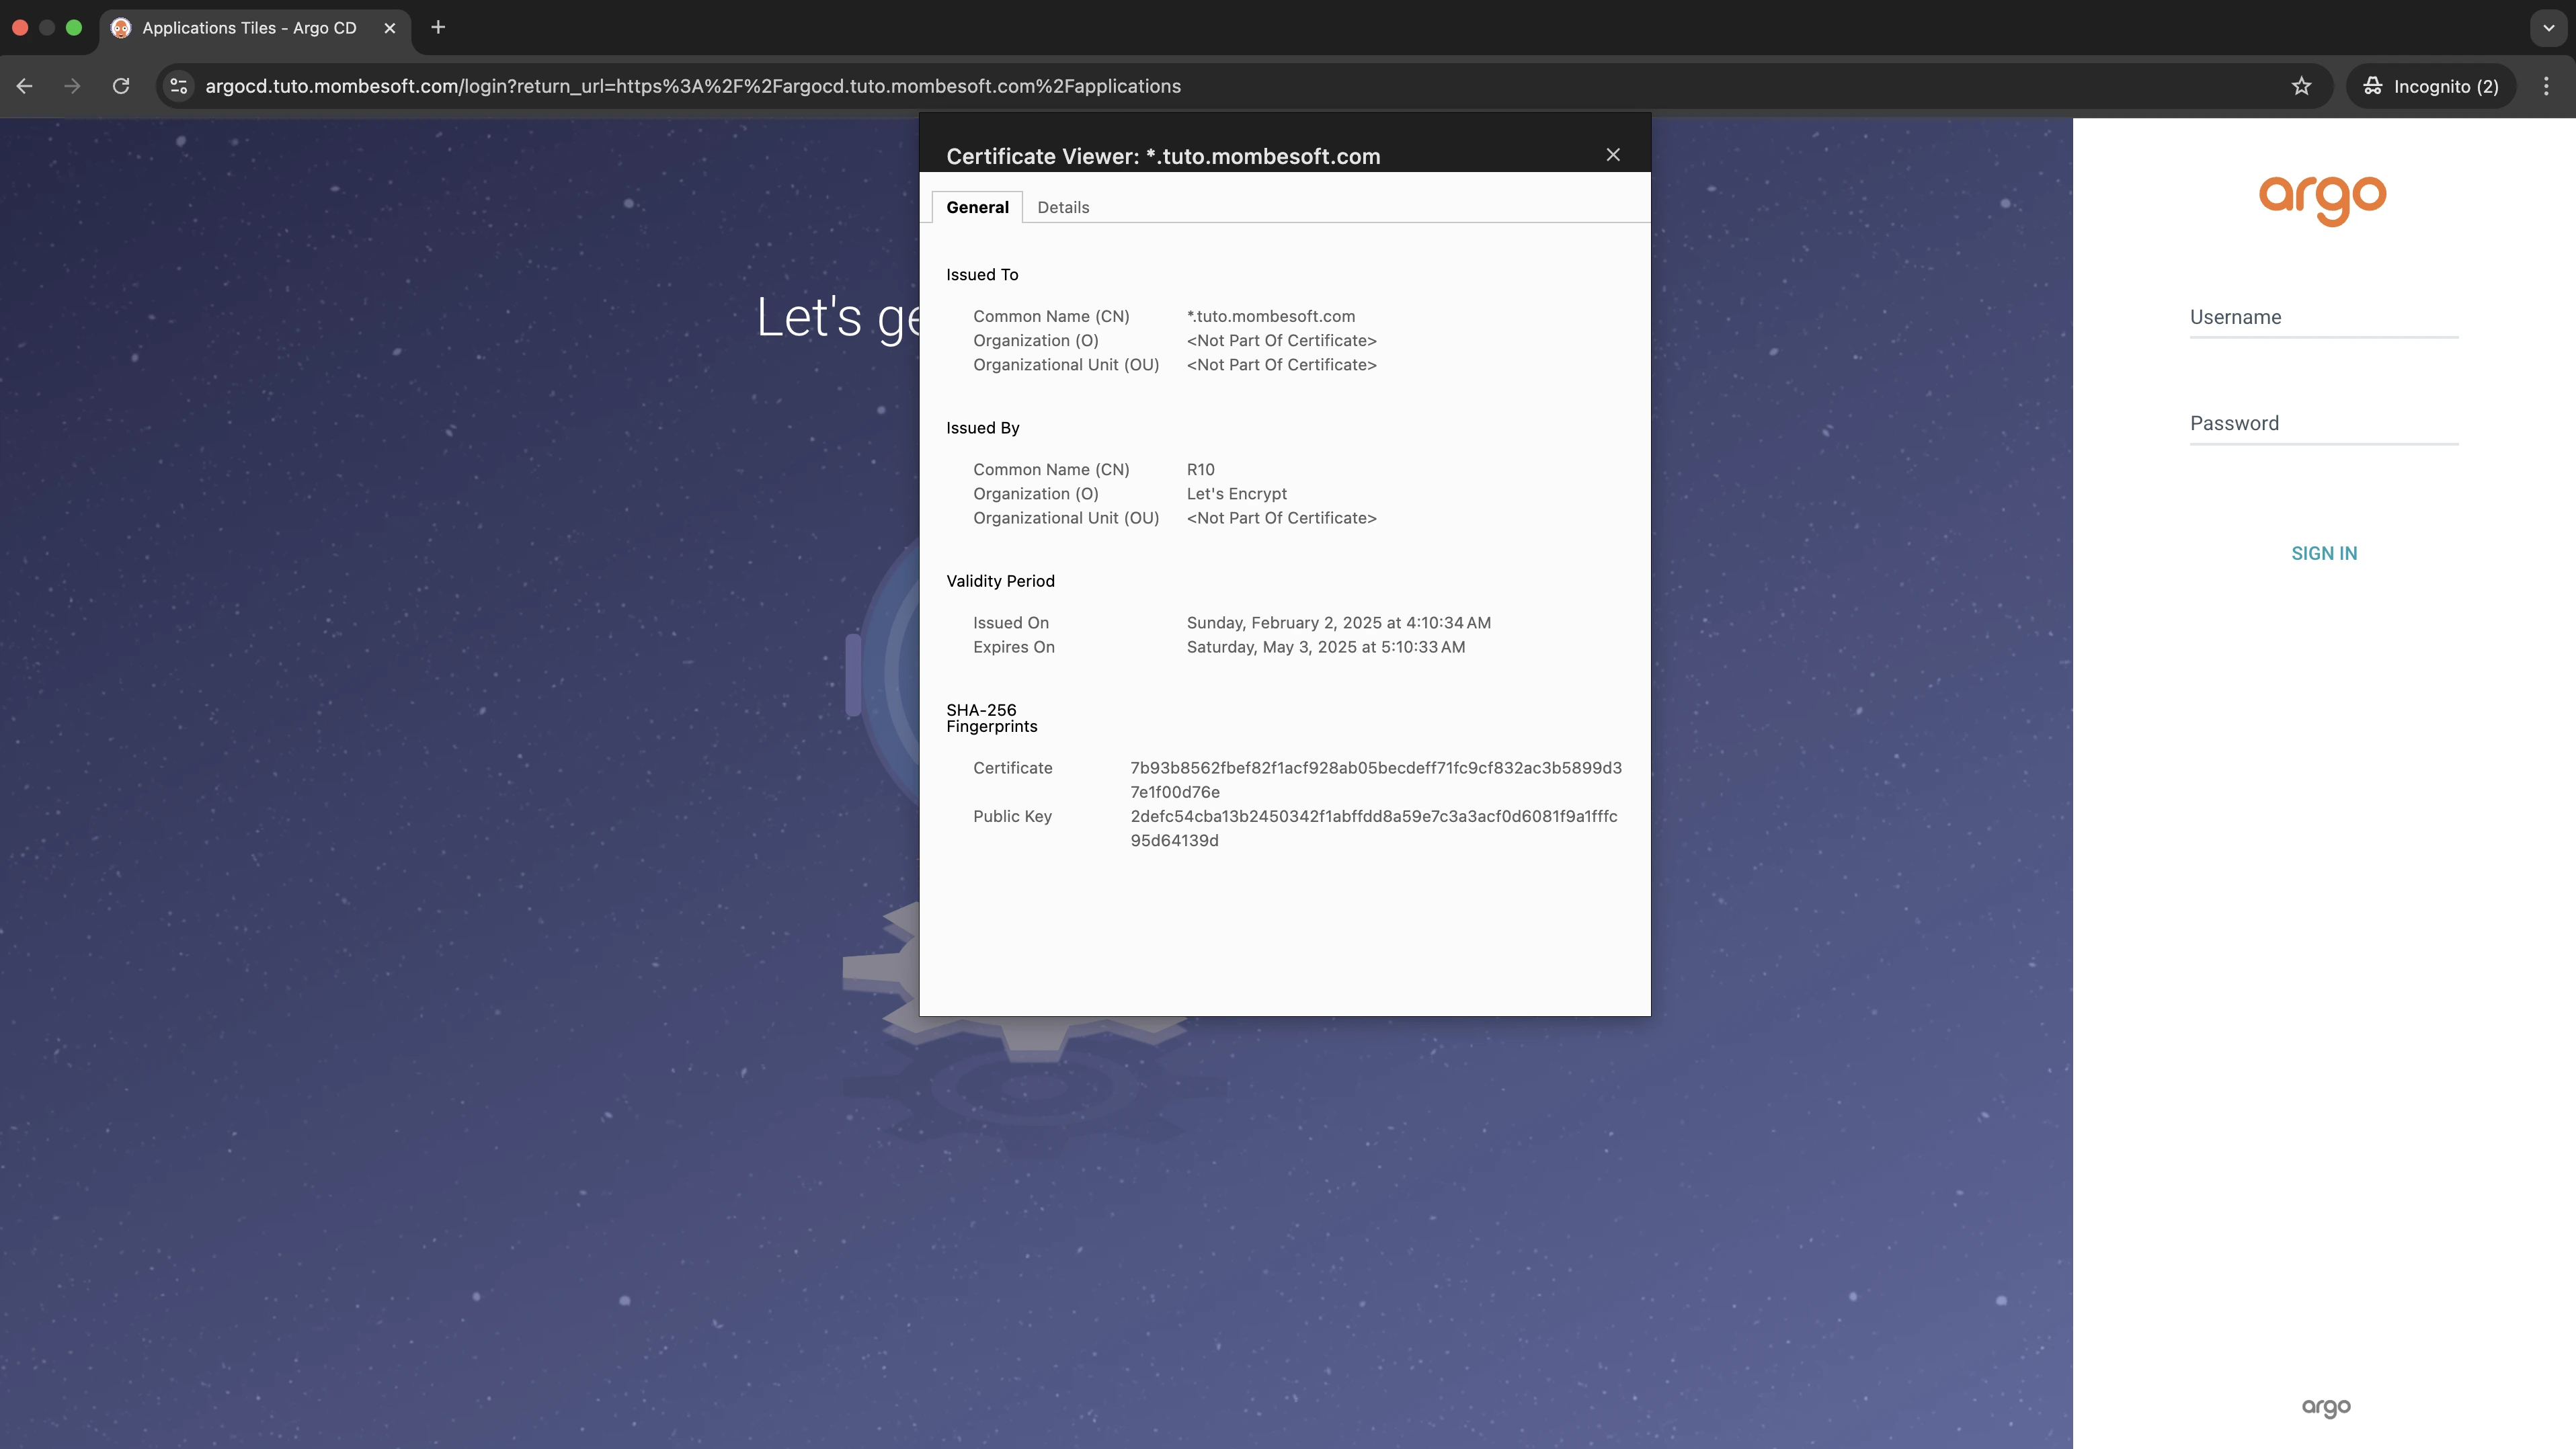 Applications Tiles - Argo CD
argocd.tuto.mombesoft.com/login?return_url=https%3A%2F%2Fargocd.tuto.mombesoft.com%2Fapplications
Incognito (2)
Certificate Viewer: *.tuto.mombesoft.com
General Details
Issued To
Common Name (CN) *.tuto.mombesoft.com
Organization (O) <Not Part Of Certificate>
Organizational Unit (OU) <Not Part Of Certificate>
Issued By
Common Name (CN) R10
Organization (O) Let's Encrypt
Organizational Unit (OU) <Not Part Of Certificate>
Validity Period
Issued On Sunday, February 2, 2025 at 4:10:34 AM
Expires On Saturday, May 3, 2025 at 5:10:33 AM
SHA-256
Fingerprints
Certificate 7b93b8562fbef82f1acf928ab05becdeff71fc9cf832ac3b5899d3
7e1f00d76e
Public Key 2defc54cba13b2450342f1abffdd8a59e7c3a3acf0d6081f9a1fffc
95d64139d
Let's ge
argo
Username
Password
SIGN IN
argo